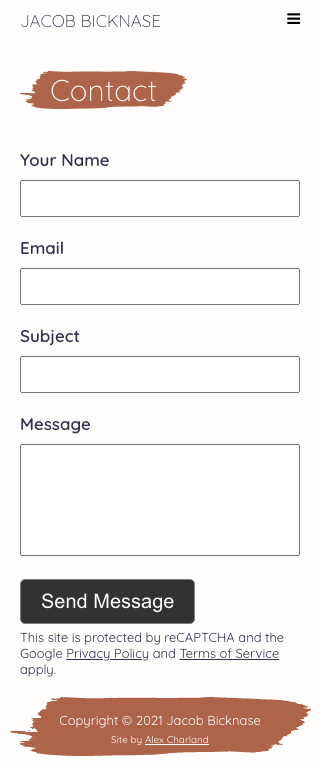 JACOB BICKNASE
Contact
Your Name
Email
Subject
Message
Send Message
This site is protected by reCAPTCHA and the
Google Privacy Policy and Terms of Service
apply.
Copyright © 2021 Jacob Bicknase
Site by Alex Charland